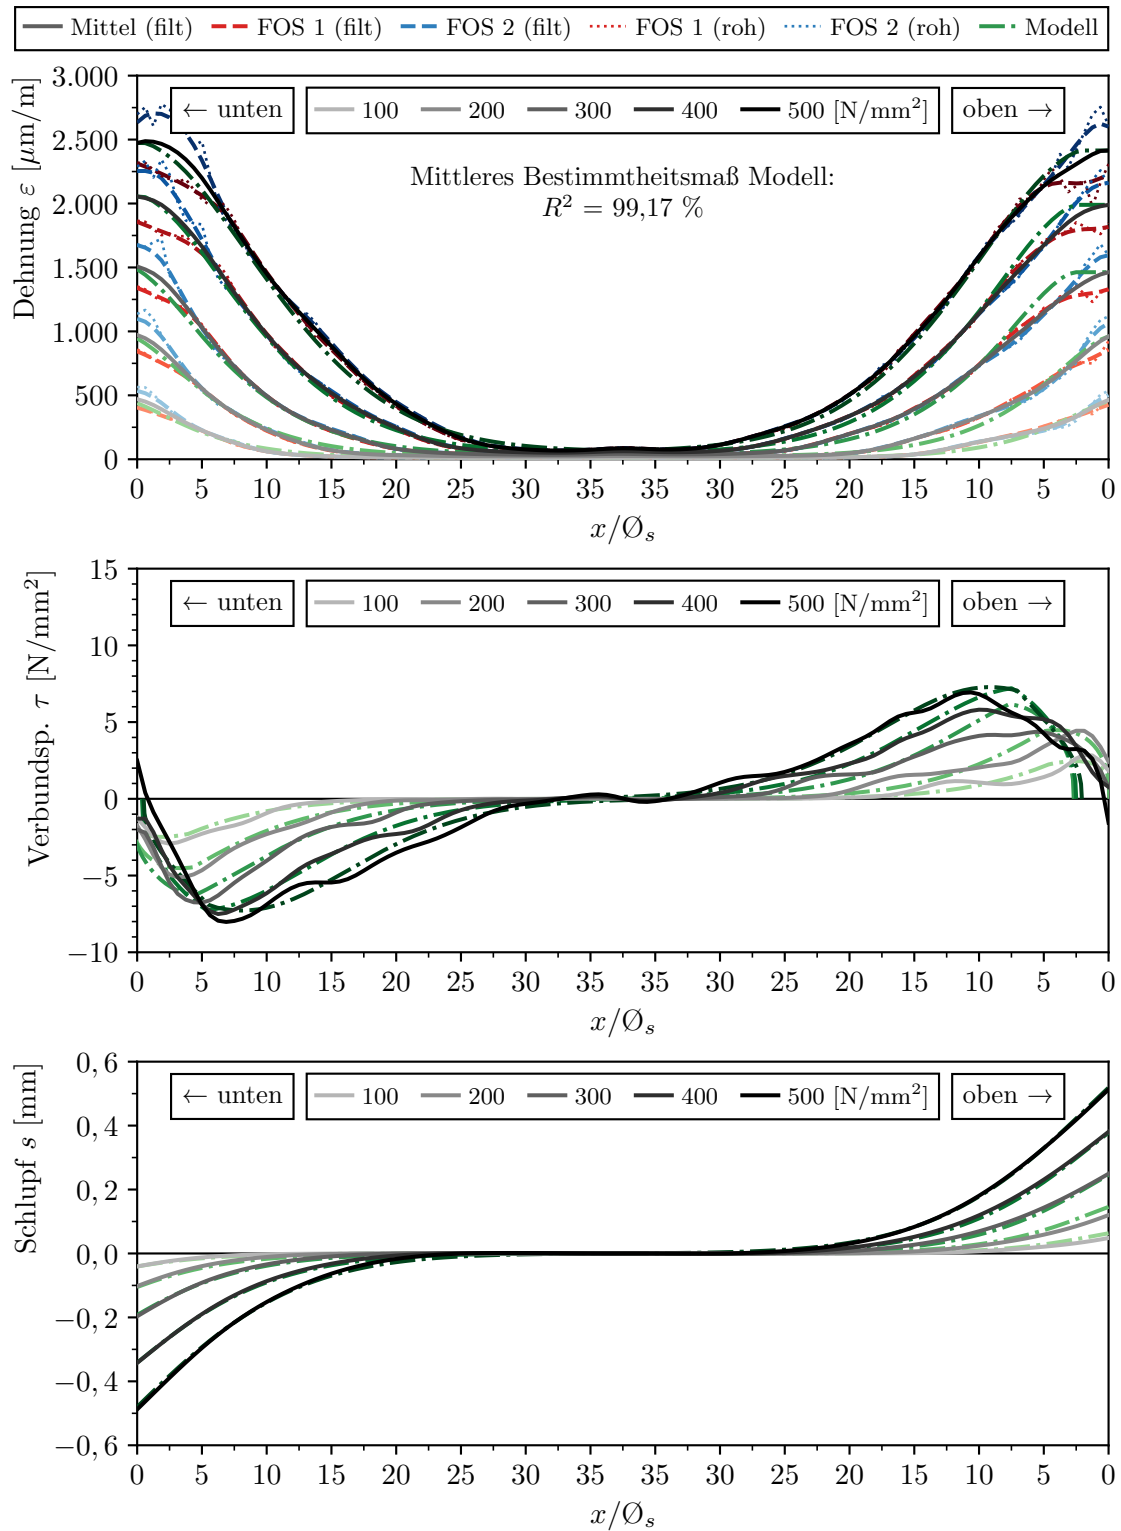 Mittel (filt) FOS 1 (filt) FOS 2 (filt) FOS 1 (roh) FOS 2 (roh) Modell
← unten 100 200 300 400 500 [N/mm²] oben →
Mittleres Bestimmtheitsmaß Modell:
R² = 99,17 %
Dehnung ε [µm/m]
3.000
2.500
2.000
1.500
1.000
500
0
0 5 10 15 20 25 30 35 35 30 25 20 15 10 5 0
x/Ø_s
← unten 100 200 300 400 500 [N/mm²] oben →
Verbundsp. τ [N/mm²]
15
10
5
0
−5
−10
0 5 10 15 20 25 30 35 35 30 25 20 15 10 5 0
x/Ø_s
← unten 100 200 300 400 500 [N/mm²] oben →
Schlupf s [mm]
0,6
0,4
0,2
0,0
−0,2
−0,4
−0,6
0 5 10 15 20 25 30 35 35 30 25 20 15 10 5 0
x/Ø_s